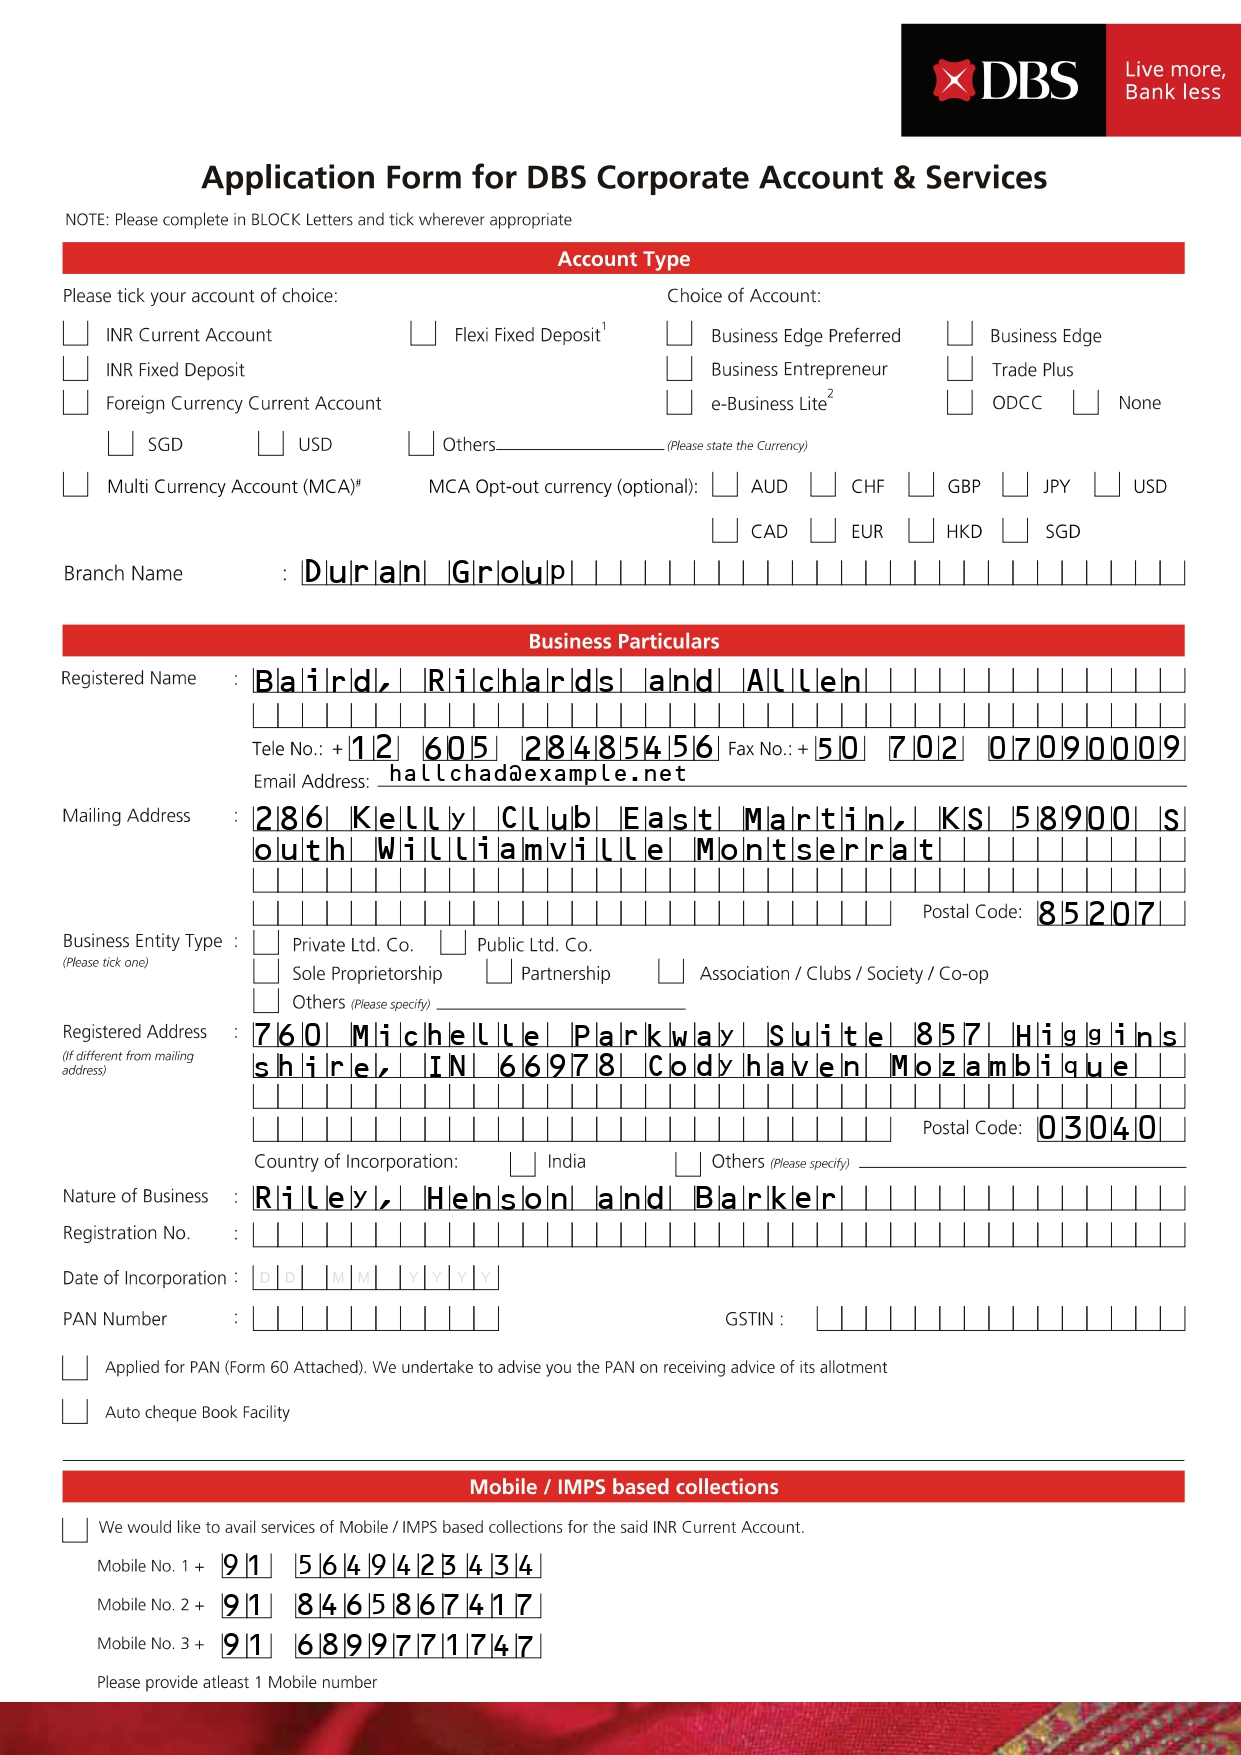 DBS
Live more,
Bank less
Application Form for DBS Corporate Account & Services
NOTE: Please complete in BLOCK Letters and tick wherever appropriate
Account Type
Please tick your account of choice: Choice of Account:
INR Current Account Flexi Fixed Deposit1 Business Edge Preferred Business Edge
INR Fixed Deposit Business Entrepreneur Trade Plus
Foreign Currency Current Account e-Business Lite2 ODCC None
SGD USD Others (Please state the Currency)
Multi Currency Account (MCA)# MCA Opt-out currency (optional): AUD CHF GBP JPY USD
CAD EUR HKD SGD
Branch Name : Duran Group
Business Particulars
Registered Name : Baird, Richards and Allen
Tele No.: + 12 605 28485456 Fax No.: + 50 702 07090009
Email Address: hallchad@example.net
Mailing Address : 286 Kelly Club East Martin, KS 58900 S
outh Williamville Montserrat
Postal Code: 85207
Business Entity Type : Private Ltd. Co. Public Ltd. Co.
(Please tick one)
Sole Proprietorship Partnership Association / Clubs / Society / Co-op
Others (Please specify)
Registered Address : 760 Michelle Parkway Suite 857 Higgins
(If different from mailing
address)
shire, IN 66978 Codyhaven Mozambique
Postal Code: 03040
Country of Incorporation: India Others (Please specify)
Nature of Business : Riley, Henson and Barker
Registration No. :
Date of Incorporation : D D M M Y Y Y Y
PAN Number : GSTIN :
Applied for PAN (Form 60 Attached). We undertake to advise you the PAN on receiving advice of its allotment
Auto cheque Book Facility
Mobile / IMPS based collections
We would like to avail services of Mobile / IMPS based collections for the said INR Current Account.
Mobile No. 1 + 91 5649423434
Mobile No. 2 + 91 8465867417
Mobile No. 3 + 91 6899771747
Please provide atleast 1 Mobile number